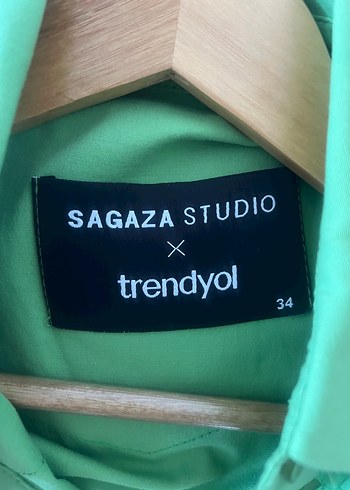 SAGAZA STUDIO
×
trendyol
34